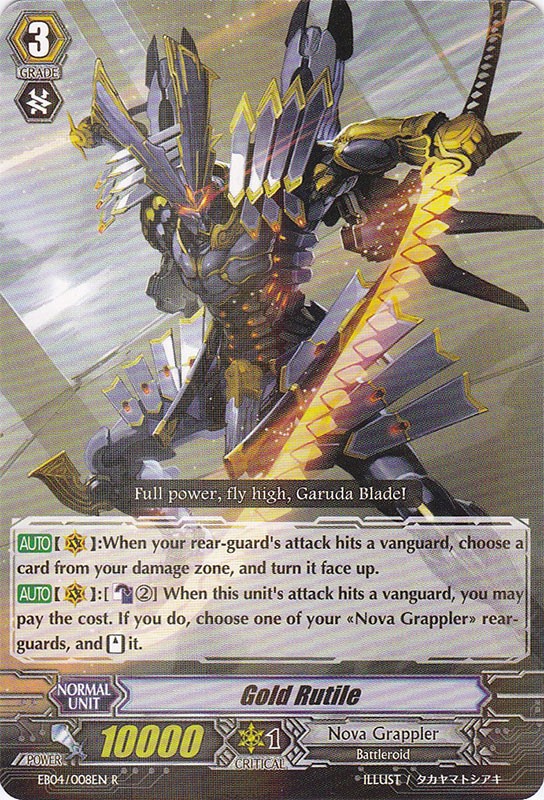 3
GRADE
Full power, fly high, Garuda Blade!
AUTO【 】:When your rear-guard's attack hits a vanguard, choose a
card from your damage zone, and turn it face up.
AUTO【 】:[ ②] When this unit's attack hits a vanguard, you may
pay the cost. If you do, choose one of your «Nova Grappler» rear-
guards, and it.
NORMAL
UNIT
Gold Rutile
POWER
10000
1
CRITICAL
Nova Grappler
Battleroid
EB04/008EN R
ILLUST / タカヤマトシアキ